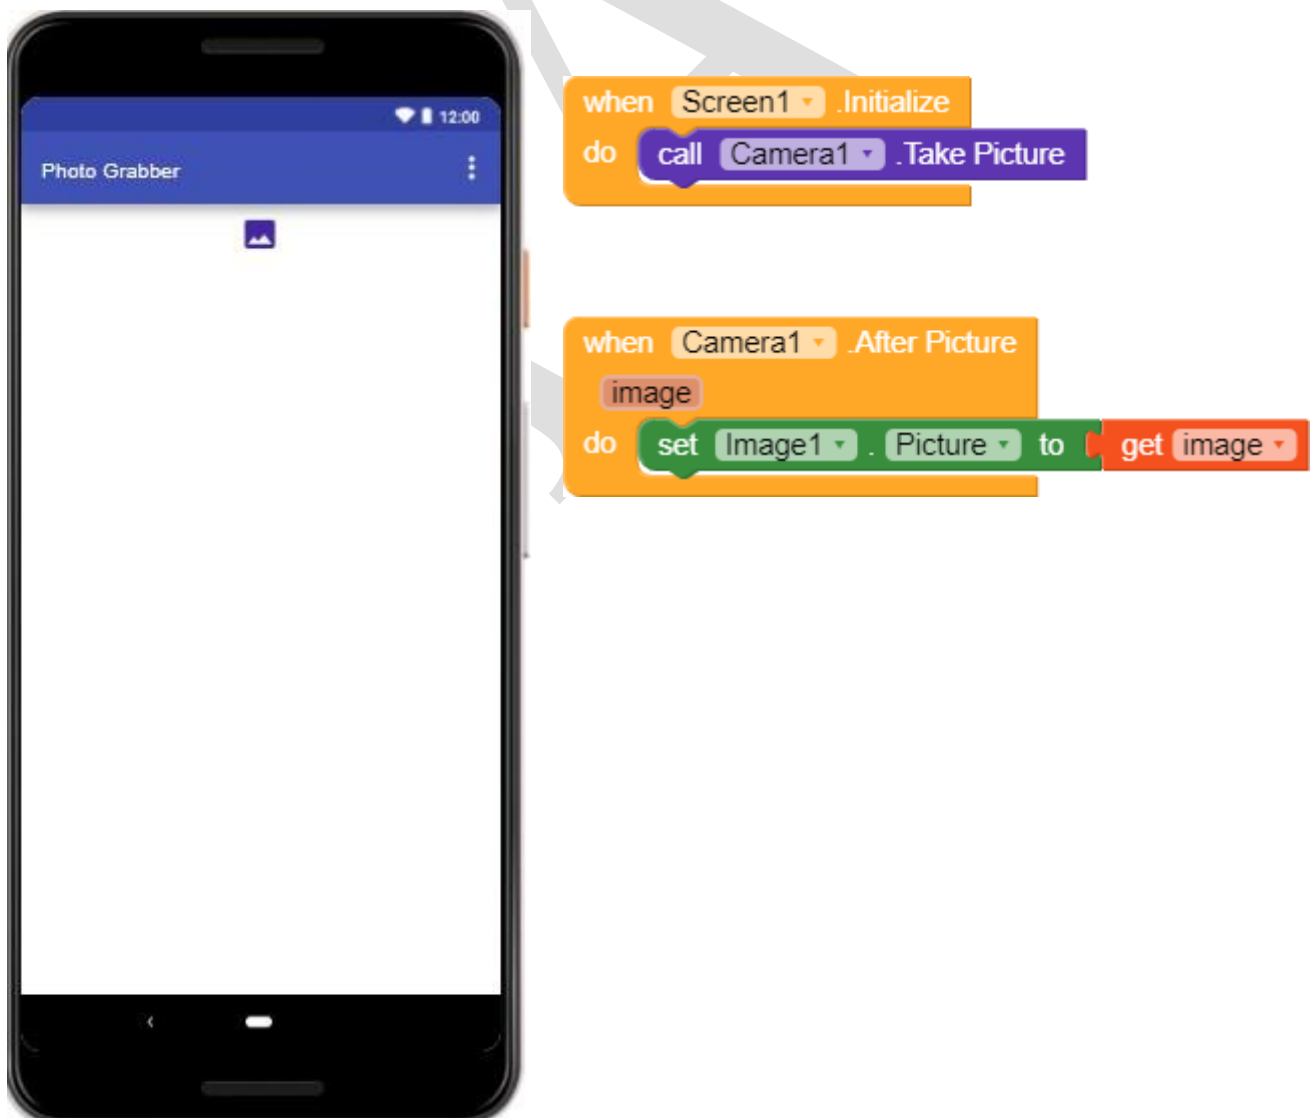 12:00
Photo Grabber
when Screen1 .Initialize
do call Camera1 .Take Picture
when Camera1 .After Picture
image
do set Image1 . Picture to get image